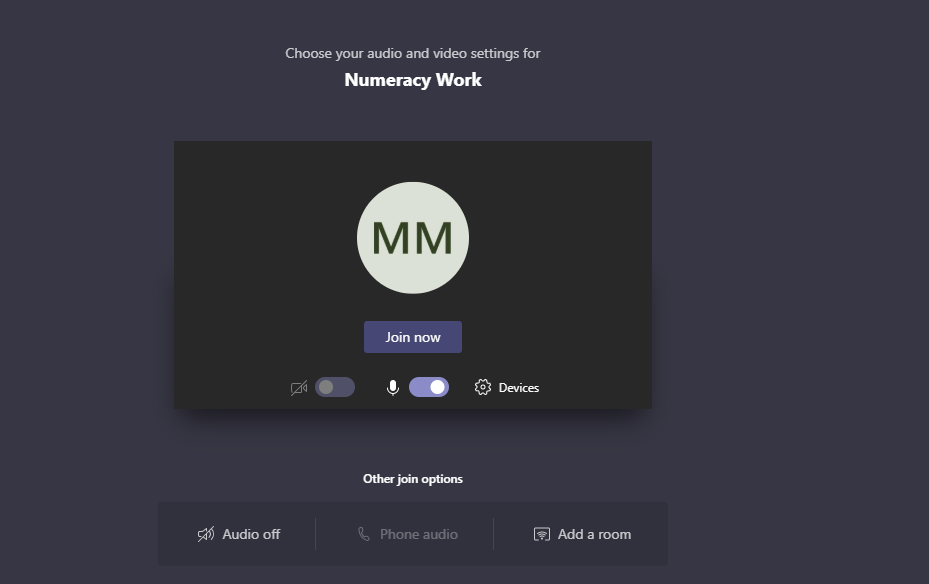 Choose your audio and video settings for
Numeracy Work
MM
Join now
Devices
Other join options
Audio off
Phone audio
Add a room